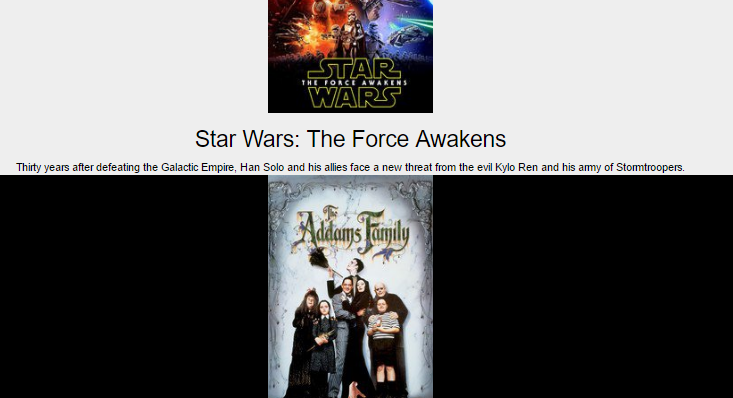 STAR
THE FORCE AWAKENS
WARS
Star Wars: The Force Awakens
Thirty years after defeating the Galactic Empire, Han Solo and his allies face a new threat from the evil Kylo Ren and his army of Stormtroopers.
The
Addams Family